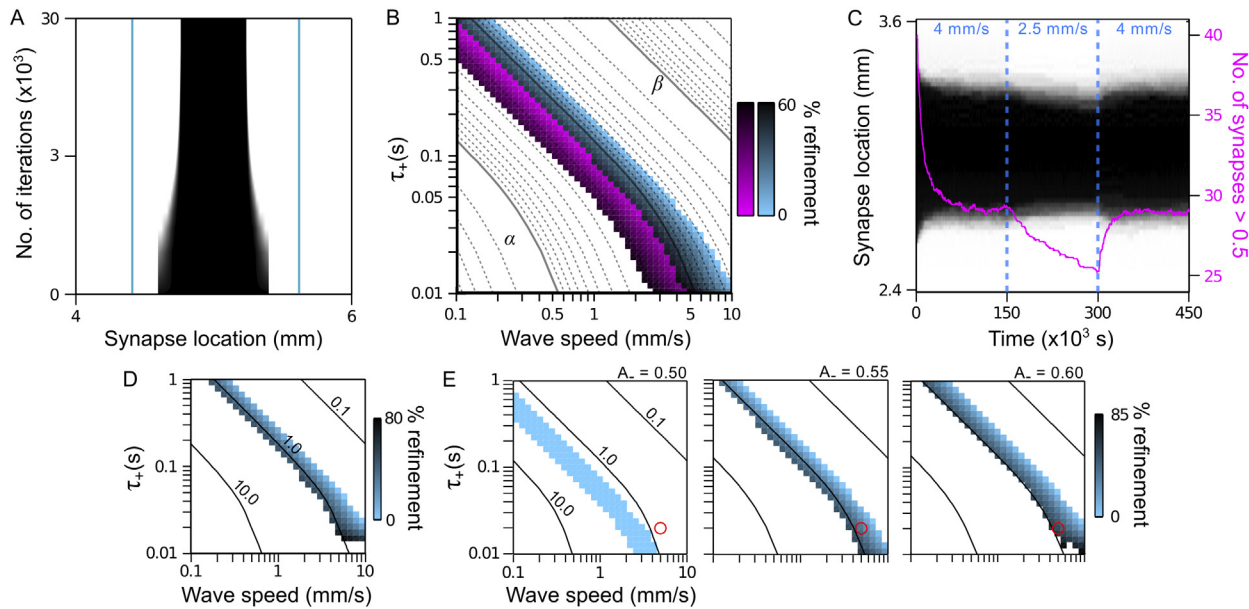 A
30
3
0
No. of iterations (x10³)
4
6
Synapse location (mm)
B
1
0.5
0.1
0.05
0.01
τ₊(s)
α
β
0.1
0.5
1
5
10
Wave speed (mm/s)
60
0
% refinement
C
3.6
2.4
Synapse location (mm)
4 mm/s
2.5 mm/s
4 mm/s
40
35
30
25
No. of synapses > 0.5
0
150
300
450
Time (x10³ s)
D
1
0.1
0.01
τ₊(s)
0.1
1.0
10.0
0.1
1
10
Wave speed (mm/s)
80
0
% refinement
E
A₋ = 0.50
A₋ = 0.55
A₋ = 0.60
1
0.1
0.01
τ₊(s)
0.1
1.0
10.0
0.1
1
10
Wave speed (mm/s)
85
0
% refinement